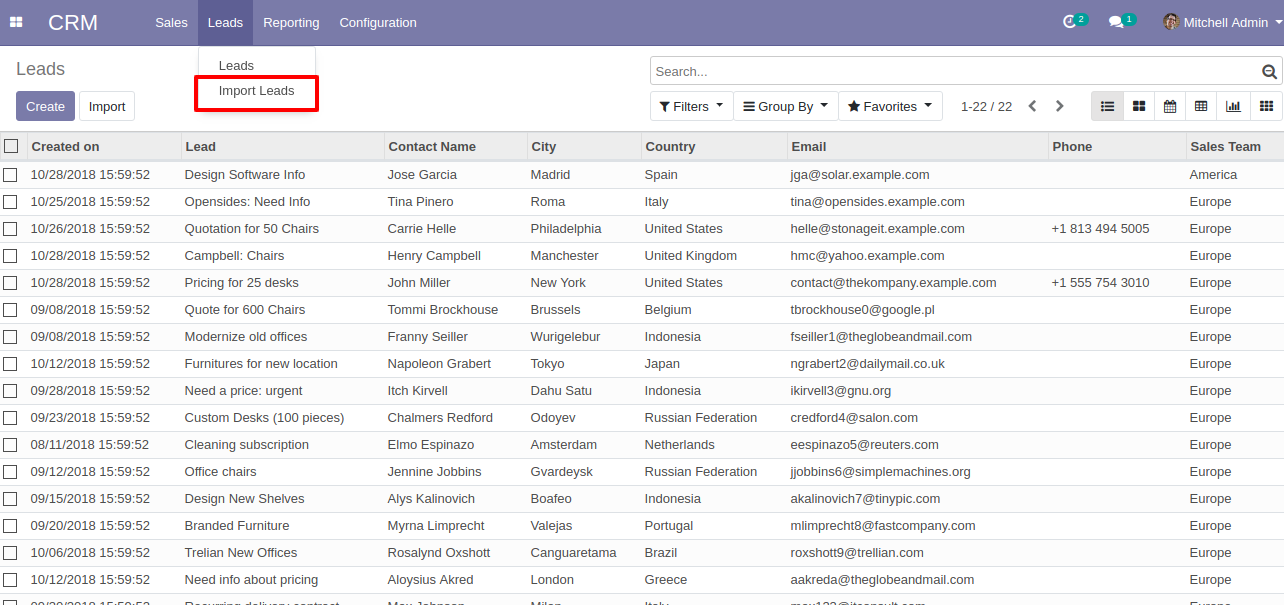 CRM Sales Leads Reporting Configuration 2 1 Mitchell Admin
Leads
Import Leads
Leads
Search...
Create Import
Filters Group By Favorites 1-22 / 22
Created on Lead Contact Name City Country Email Phone Sales Team
10/28/2018 15:59:52 Design Software Info Jose Garcia Madrid Spain jga@solar.example.com America
10/25/2018 15:59:52 Opensides: Need Info Tina Pinero Roma Italy tina@opensides.example.com Europe
10/26/2018 15:59:52 Quotation for 50 Chairs Carrie Helle Philadelphia United States helle@stonageit.example.com +1 813 494 5005 Europe
10/28/2018 15:59:52 Campbell: Chairs Henry Campbell Manchester United Kingdom hmc@yahoo.example.com Europe
10/28/2018 15:59:52 Pricing for 25 desks John Miller New York United States contact@thekompany.example.com +1 555 754 3010 Europe
09/08/2018 15:59:52 Quote for 600 Chairs Tommi Brockhouse Brussels Belgium tbrockhouse0@google.pl Europe
09/08/2018 15:59:52 Modernize old offices Franny Seiller Wurigelebur Indonesia fseiller1@theglobeandmail.com Europe
10/12/2018 15:59:52 Furnitures for new location Napoleon Grabert Tokyo Japan ngrabert2@dailymail.co.uk Europe
09/28/2018 15:59:52 Need a price: urgent Itch Kirvell Dahu Satu Indonesia ikirvell3@gnu.org Europe
09/23/2018 15:59:52 Custom Desks (100 pieces) Chalmers Redford Odoyev Russian Federation credford4@salon.com Europe
08/11/2018 15:59:52 Cleaning subscription Elmo Espinazo Amsterdam Netherlands eespinazo5@reuters.com Europe
09/12/2018 15:59:52 Office chairs Jennine Jobbins Gvardeysk Russian Federation jjobbins6@simplemachines.org Europe
09/15/2018 15:59:52 Design New Shelves Alys Kalinovich Boafeo Indonesia akalinovich7@tinypic.com Europe
09/20/2018 15:59:52 Branded Furniture Myrna Limprecht Valejas Portugal mlimprecht8@fastcompany.com Europe
10/06/2018 15:59:52 Trelian New Offices Rosalynd Oxshott Canguaretama Brazil roxshott9@trellian.com Europe
10/12/2018 15:59:52 Need info about pricing Aloysius Akred London Greece aakreda@theglobeandmail.com Europe